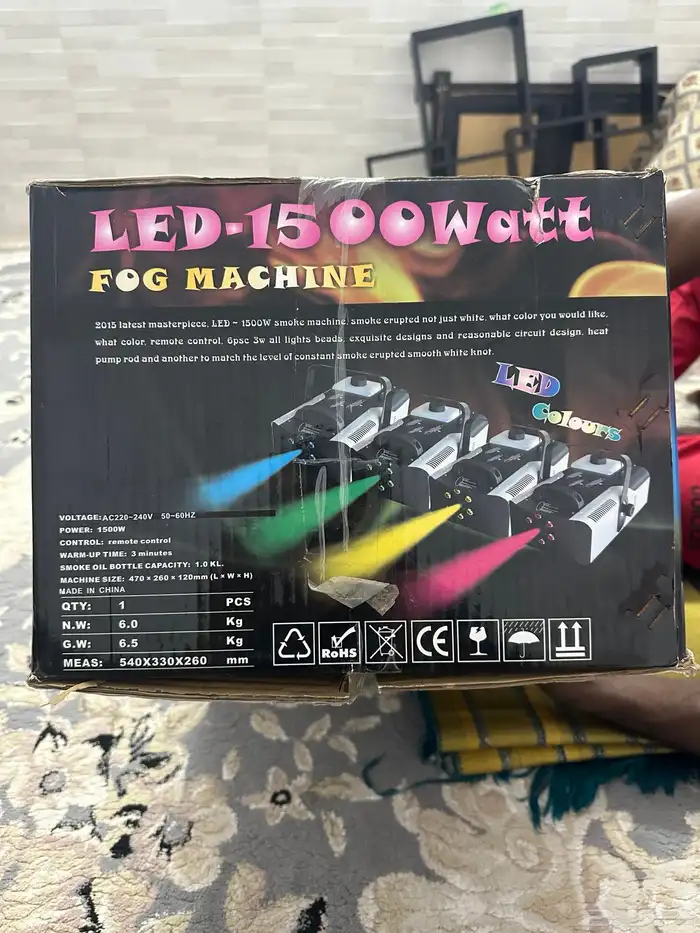 LED-1500Watt
FOG MACHINE
2015 latest masterpiece, LED - 1500W smoke machine, smoke erupted not just white, what color you would like,
what color, remote control, 6psc 3w all lights beads, exquisite designs and reasonable circuit design, heat
pump rod and another to match the level of constant smoke erupted smooth white knot.
LED
Colours
VOLTAGE: AC220~240V 50~60HZ
POWER: 1500W
CONTROL: remote control
WARM-UP TIME: 3 minutes
SMOKE OIL BOTTLE CAPACITY: 1.0 KL.
MACHINE SIZE: 470 × 260 × 120mm (L × W × H)
MADE IN CHINA
QTY: 1 PCS
N.W: 6.0 Kg
G.W: 6.5 Kg
MEAS: 540X330X260 mm
RoHS
CE